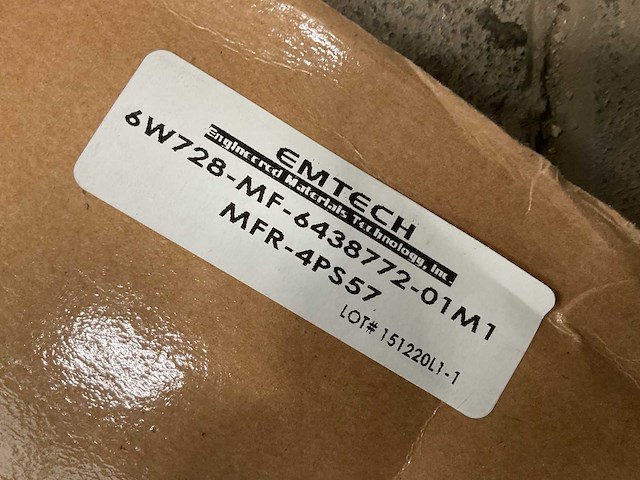 EMTECH
Engineered Materials Technology, Inc.
6W728-MF-6438772-01M1
MFR-4PS57
LOT# 151220L1-1